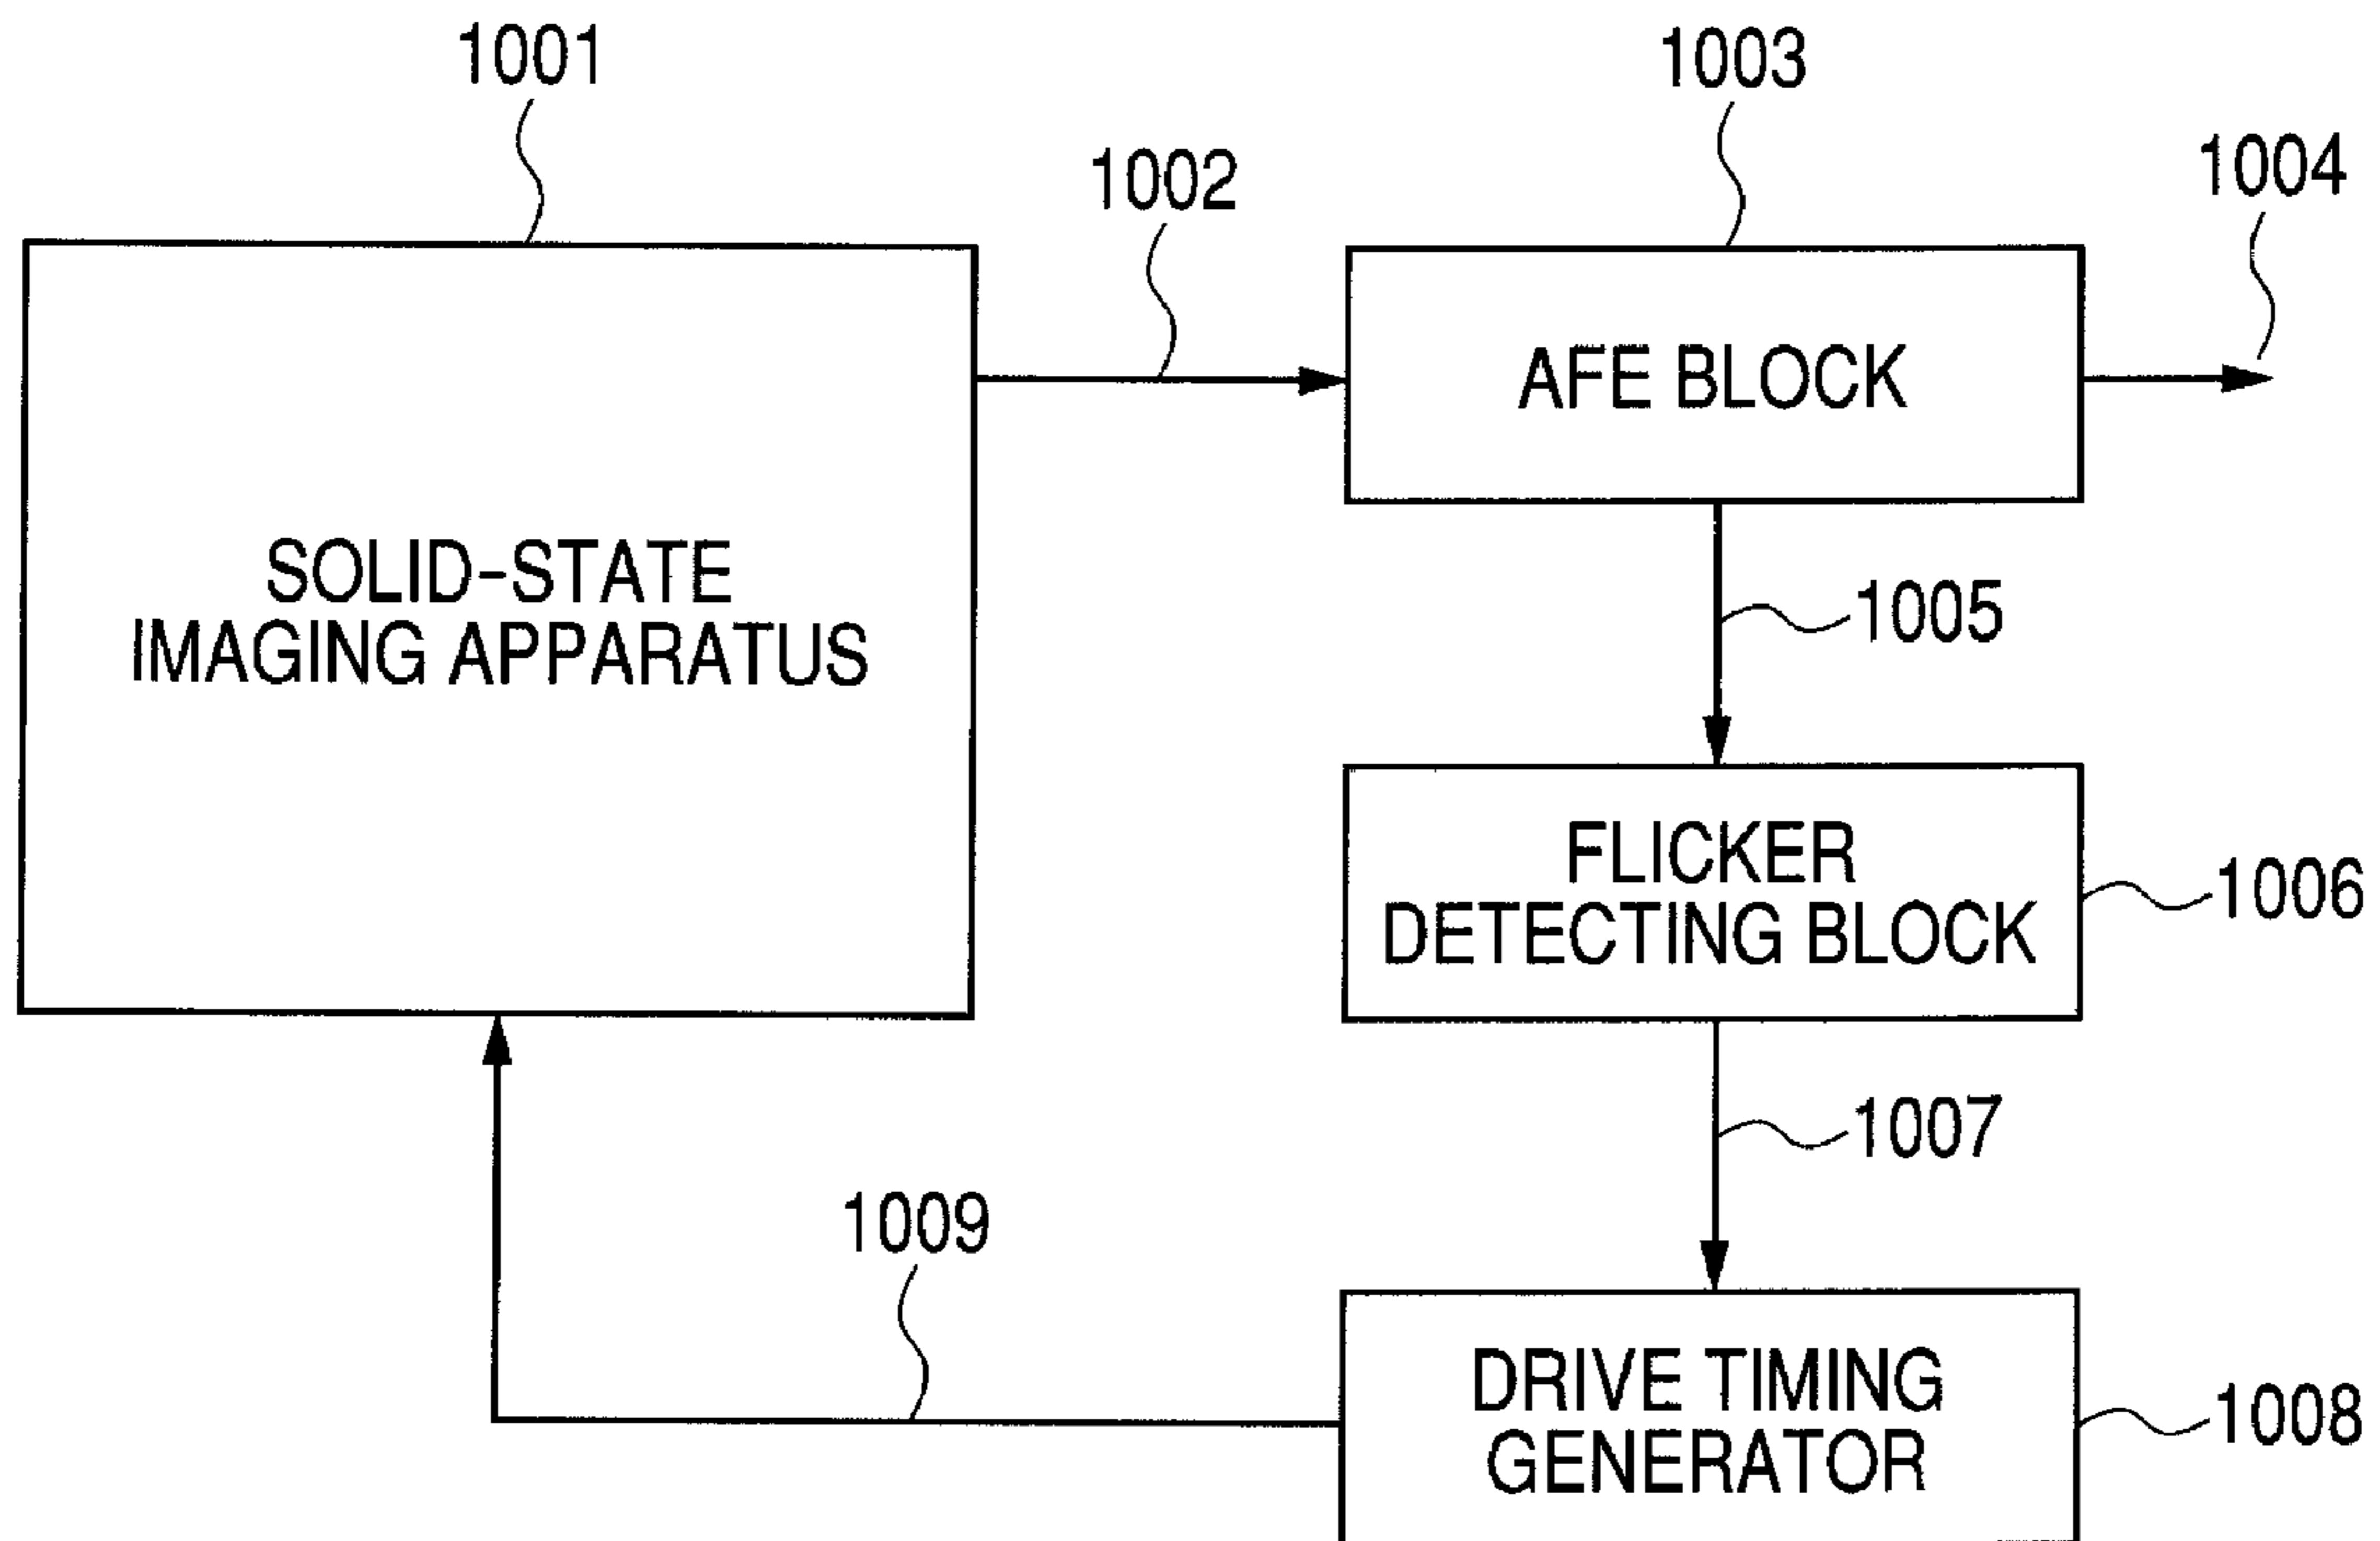 1001
1003
1002
1004
AFE BLOCK
SOLID-STATE
IMAGING APPARATUS
1005
FLICKER
DETECTING BLOCK
1006
1007
1009
DRIVE TIMING
GENERATOR
1008